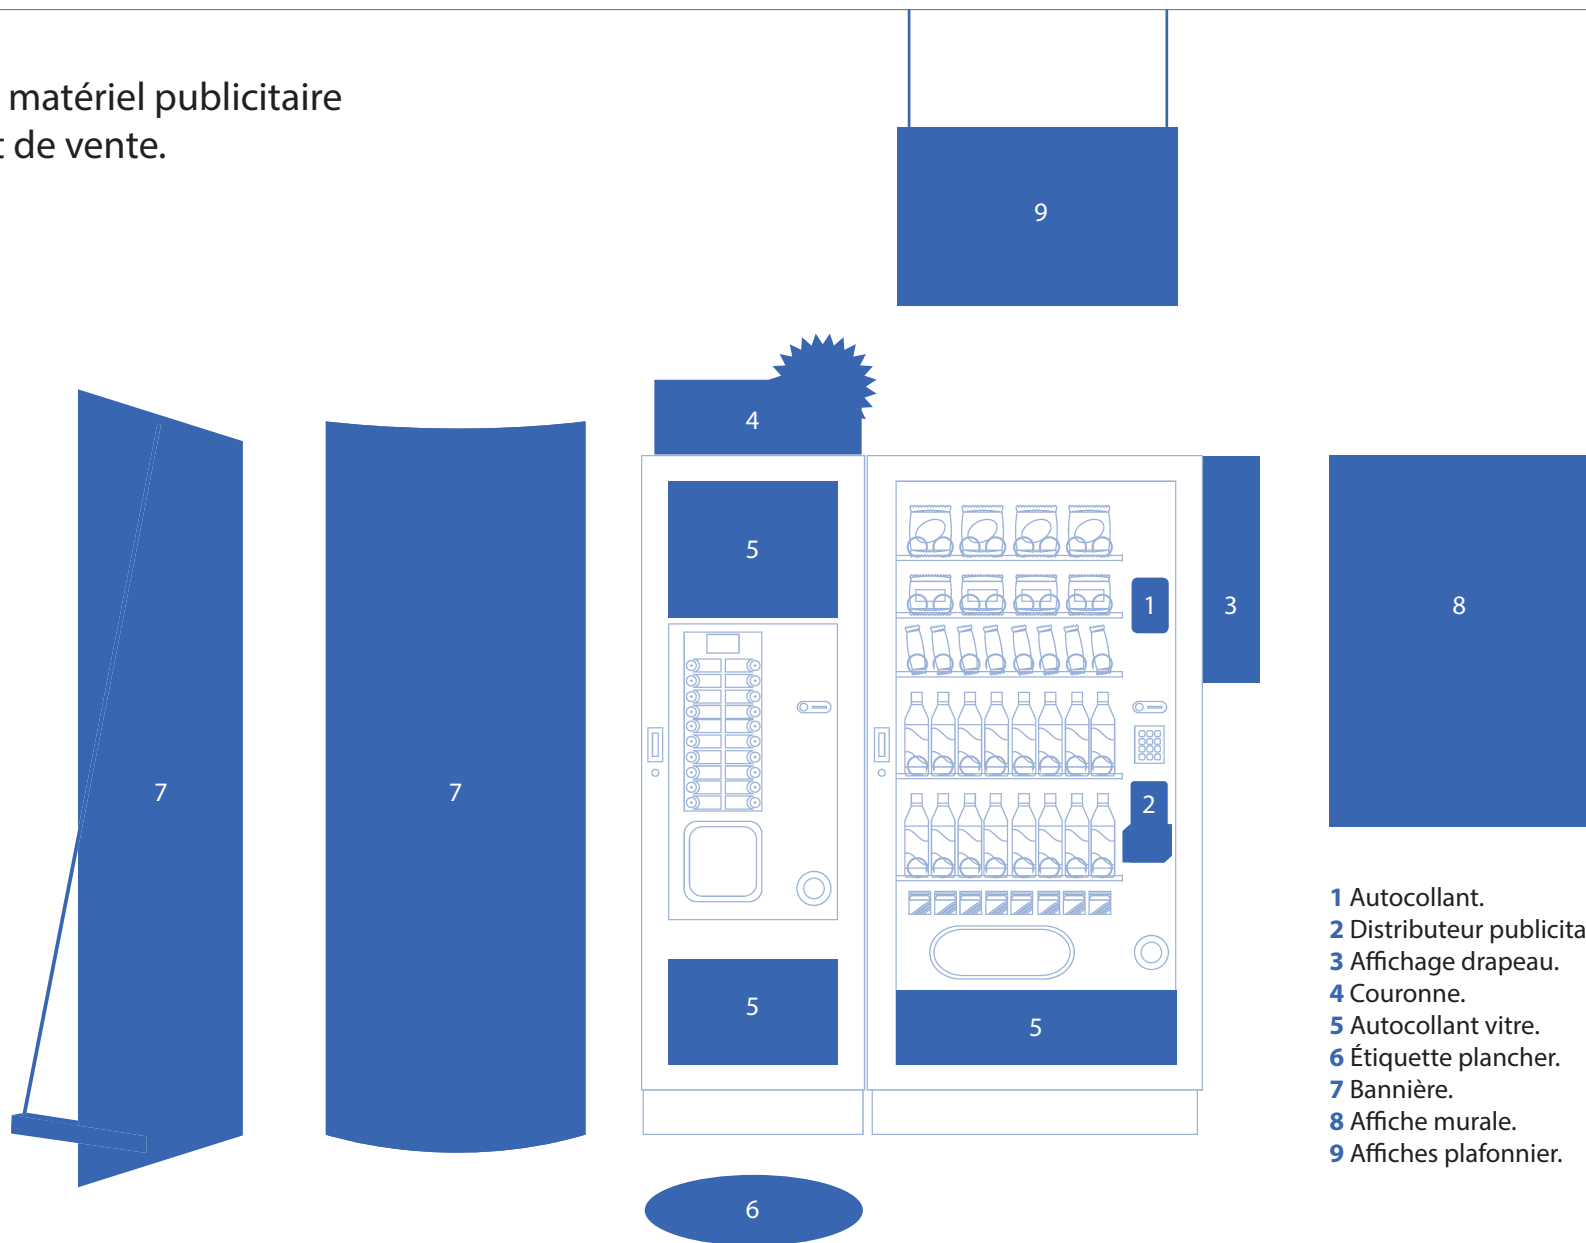 matériel publicitaire
t de vente.
9
4
5
1
3
8
7
7
2
5
5
6
1 Autocollant.
2 Distributeur publicita
3 Affichage drapeau.
4 Couronne.
5 Autocollant vitre.
6 Étiquette plancher.
7 Bannière.
8 Affiche murale.
9 Affiches plafonnier.